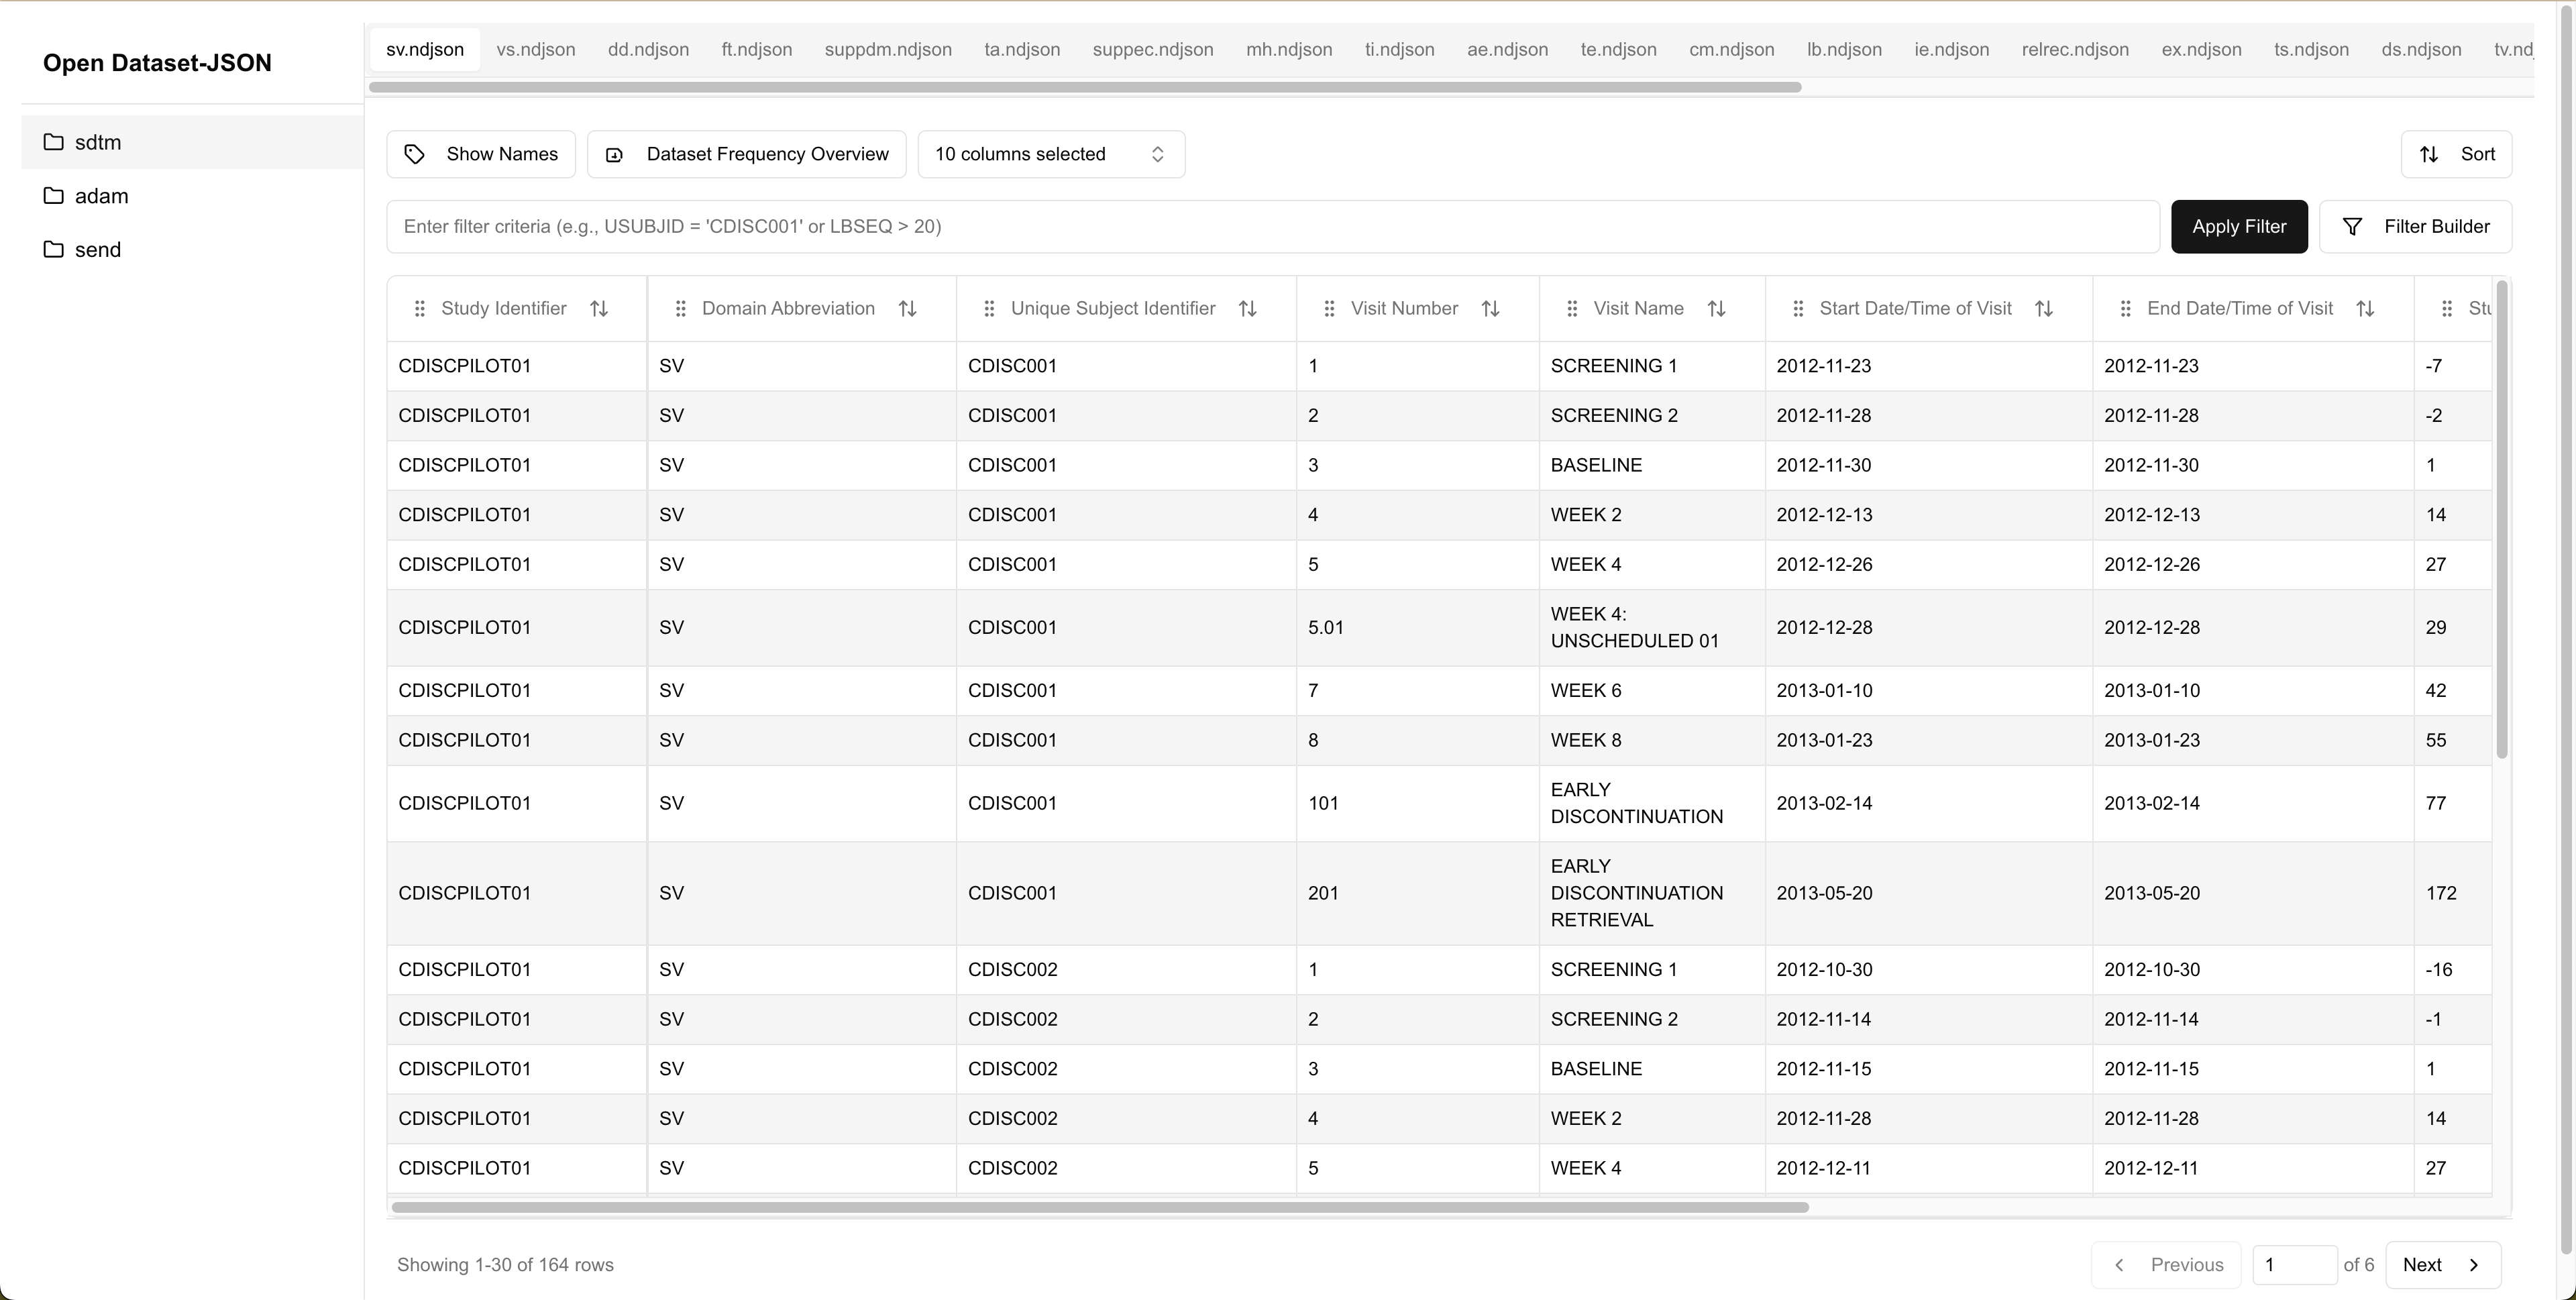 Open Dataset-JSON
sdtm
adam
send
sv.ndjson vs.ndjson dd.ndjson ft.ndjson suppdm.ndjson ta.ndjson suppec.ndjson mh.ndjson ti.ndjson ae.ndjson te.ndjson cm.ndjson lb.ndjson ie.ndjson relrec.ndjson ex.ndjson ts.ndjson ds.ndjson tv.nd
Show Names Dataset Frequency Overview 10 columns selected Sort
Enter filter criteria (e.g., USUBJID = 'CDISC001' or LBSEQ > 20) Apply Filter Filter Builder
Study Identifier Domain Abbreviation Unique Subject Identifier Visit Number Visit Name Start Date/Time of Visit End Date/Time of Visit Stu
CDISCPILOT01 SV CDISC001 1 SCREENING 1 2012-11-23 2012-11-23 -7
CDISCPILOT01 SV CDISC001 2 SCREENING 2 2012-11-28 2012-11-28 -2
CDISCPILOT01 SV CDISC001 3 BASELINE 2012-11-30 2012-11-30 1
CDISCPILOT01 SV CDISC001 4 WEEK 2 2012-12-13 2012-12-13 14
CDISCPILOT01 SV CDISC001 5 WEEK 4 2012-12-26 2012-12-26 27
CDISCPILOT01 SV CDISC001 5.01 WEEK 4: UNSCHEDULED 01 2012-12-28 2012-12-28 29
CDISCPILOT01 SV CDISC001 7 WEEK 6 2013-01-10 2013-01-10 42
CDISCPILOT01 SV CDISC001 8 WEEK 8 2013-01-23 2013-01-23 55
CDISCPILOT01 SV CDISC001 101 EARLY DISCONTINUATION 2013-02-14 2013-02-14 77
CDISCPILOT01 SV CDISC001 201 EARLY DISCONTINUATION RETRIEVAL 2013-05-20 2013-05-20 172
CDISCPILOT01 SV CDISC002 1 SCREENING 1 2012-10-30 2012-10-30 -16
CDISCPILOT01 SV CDISC002 2 SCREENING 2 2012-11-14 2012-11-14 -1
CDISCPILOT01 SV CDISC002 3 BASELINE 2012-11-15 2012-11-15 1
CDISCPILOT01 SV CDISC002 4 WEEK 2 2012-11-28 2012-11-28 14
CDISCPILOT01 SV CDISC002 5 WEEK 4 2012-12-11 2012-12-11 27
Showing 1-30 of 164 rows Previous 1 of 6 Next